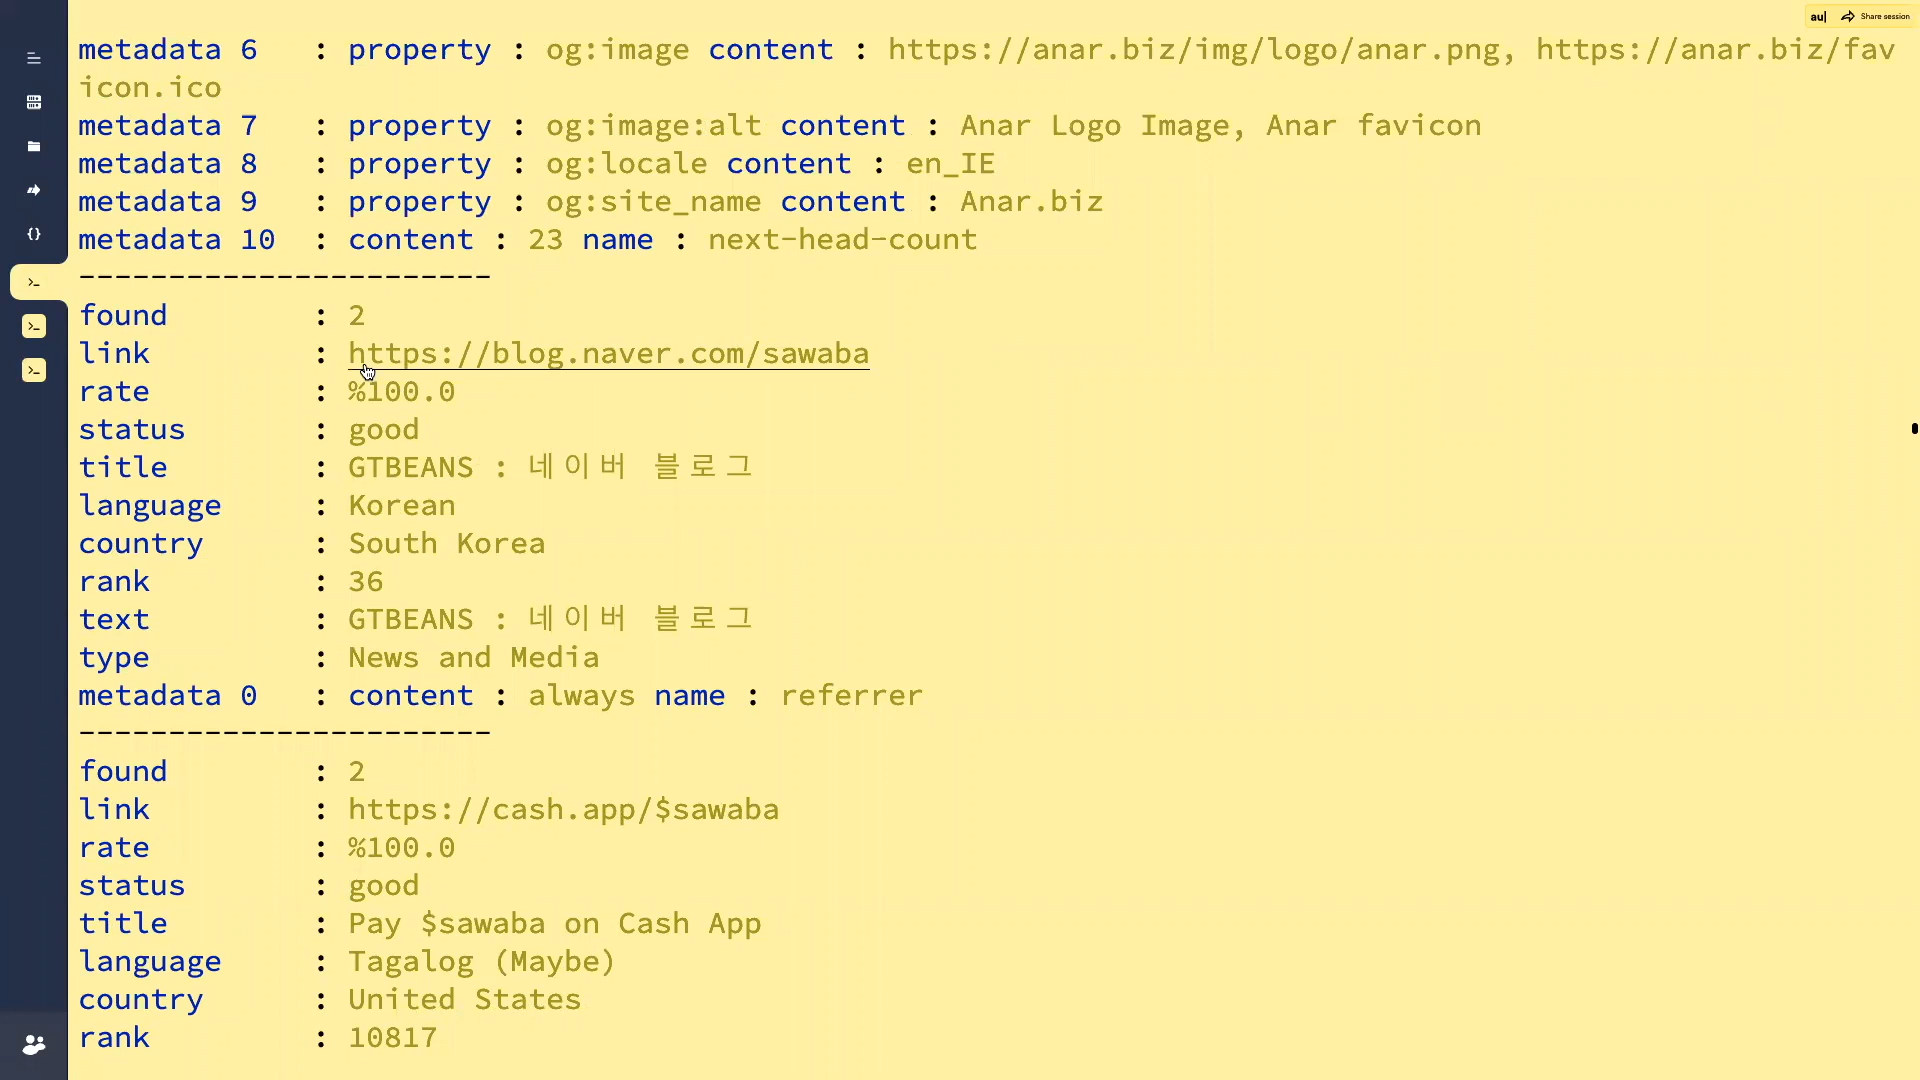 au| Share session
metadata 6 : property : og:image content : https://anar.biz/img/logo/anar.png, https://anar.biz/fav
icon.ico
metadata 7 : property : og:image:alt content : Anar Logo Image, Anar favicon
metadata 8 : property : og:locale content : en_IE
metadata 9 : property : og:site_name content : Anar.biz
metadata 10 : content : 23 name : next-head-count
-----------------------
found : 2
link : https://blog.naver.com/sawaba
rate : %100.0
status : good
title : GTBEANS : 네이버 블로그
language : Korean
country : South Korea
rank : 36
text : GTBEANS : 네이버 블로그
type : News and Media
metadata 0 : content : always name : referrer
-----------------------
found : 2
link : https://cash.app/$sawaba
rate : %100.0
status : good
title : Pay $sawaba on Cash App
language : Tagalog (Maybe)
country : United States
rank : 10817